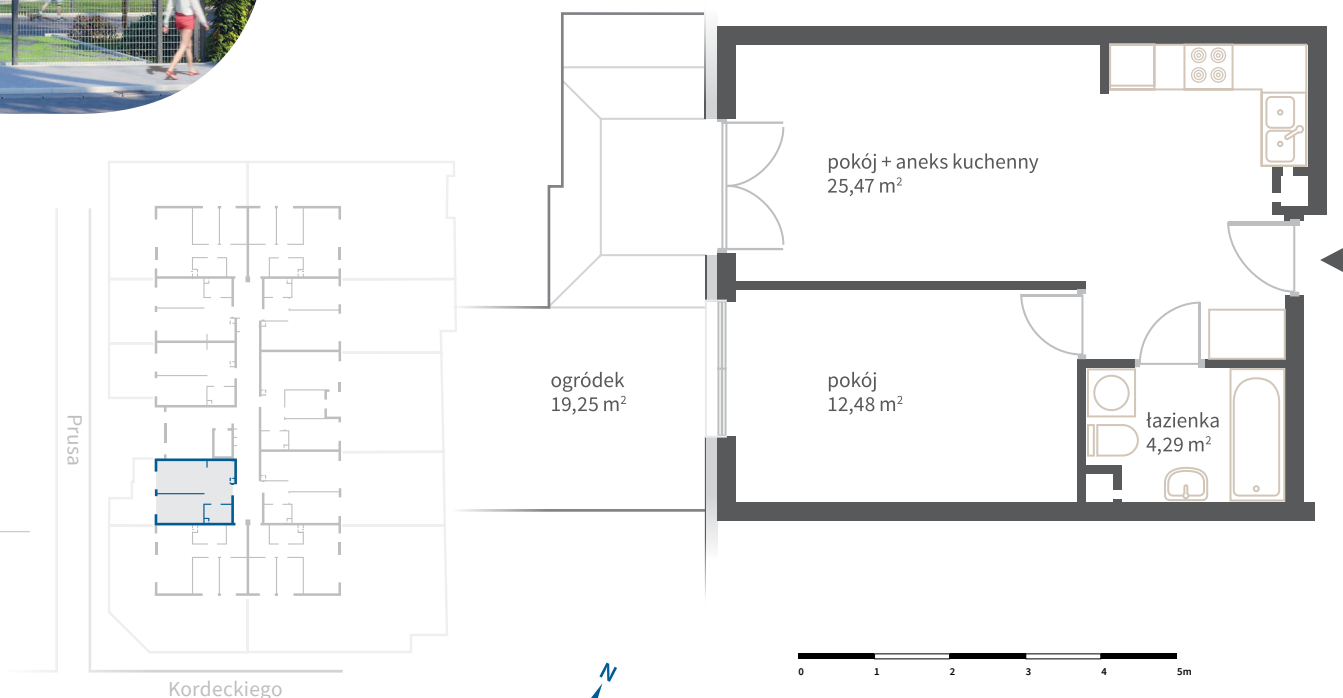 pokój + aneks kuchenny
25,47 m²
ogródek
19,25 m²
pokój
12,48 m²
łazienka
4,29 m²
Prusa
Kordeckiego
N
0 1 2 3 4 5m